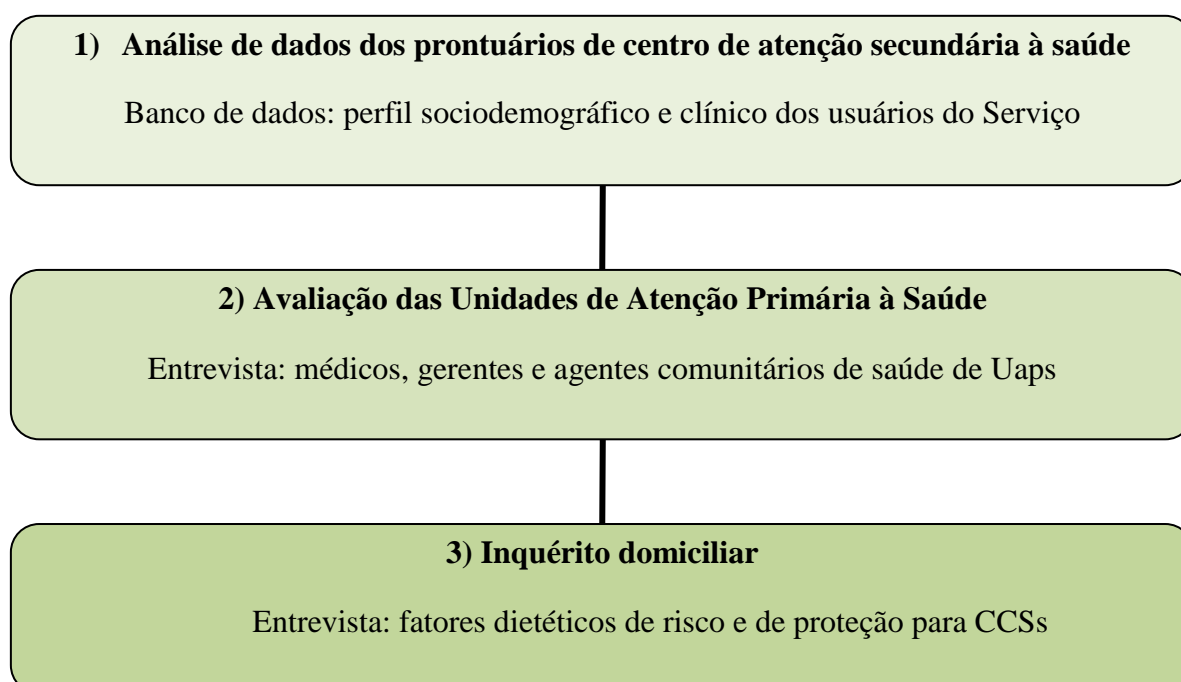 1) Análise de dados dos prontuários de centro de atenção secundária à saúde
Banco de dados: perfil sociodemográfico e clínico dos usuários do Serviço
2) Avaliação das Unidades de Atenção Primária à Saúde
Entrevista: médicos, gerentes e agentes comunitários de saúde de Uaps
3) Inquérito domiciliar
Entrevista: fatores dietéticos de risco e de proteção para CCSs